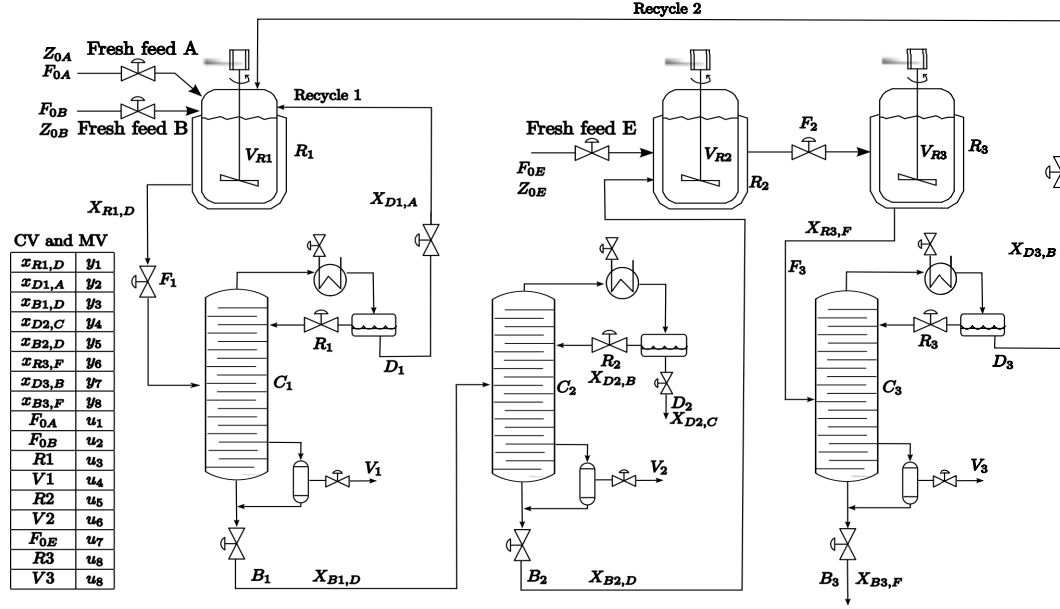 Recycle 2
Fresh feed A
Z0A
F0A
F0B
Z0B
Fresh feed B
Recycle 1
VR1
R1
Fresh feed E
F0E
Z0E
VR2
R2
F2
VR3
R3
XR1,D
XD1,A
XR3,F
XD3,B
F1
F3
CV and MV
xR1,D y1
xD1,A y2
xB1,D y3
xD2,C y4
xB2,D y5
xR3,F y6
xD3,B y7
xB3,F y8
F0A u1
F0B u2
R1 u3
V1 u4
R2 u5
V2 u6
F0E u7
R3 u8
V3 u8
R1
D1
C1
V1
B1
XB1,D
R2
XD2,B
C2
D2
XD2,C
V2
B2
XB2,D
R3
D3
C3
V3
B3
XB3,F